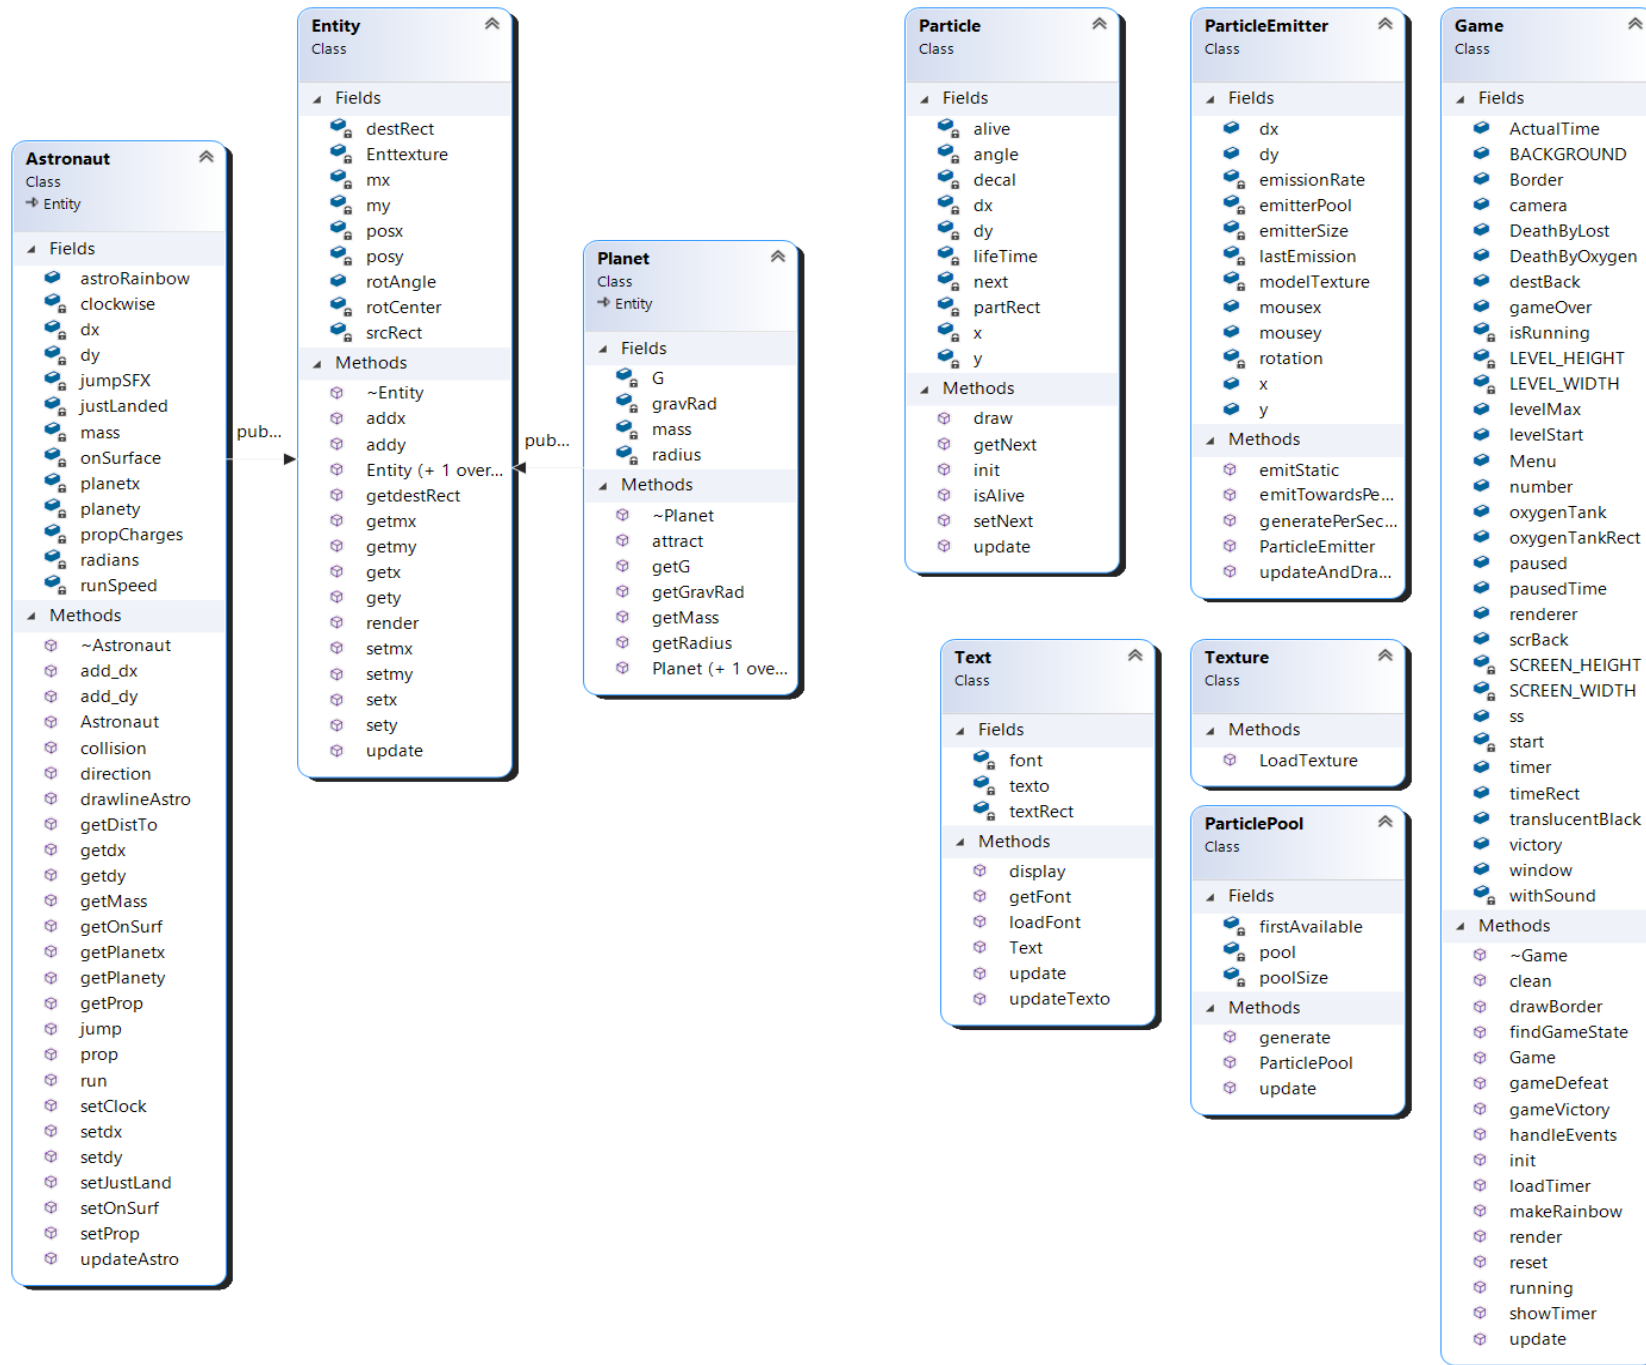 Astronaut
Class
Entity
Fields
astroRainbow
clockwise
dx
dy
jumpSFX
justLanded
mass
onSurface
planetx
planety
propCharges
radians
runSpeed
Methods
~Astronaut
add_dx
add_dy
Astronaut
collision
direction
drawlineAstro
getDistTo
getdx
getdy
getMass
getOnSurf
getPlanetx
getPlanety
getProp
jump
prop
run
setClock
setdx
setdy
setJustLand
setOnSurf
setProp
updateAstro
pub...
Entity
Class
Fields
destRect
Enttexture
mx
my
posx
posy
rotAngle
rotCenter
srcRect
Methods
~Entity
addx
addy
Entity (+ 1 over...
getdestRect
getmx
getmy
getx
gety
render
setmx
setmy
setx
sety
update
pub...
Planet
Class
Entity
Fields
G
gravRad
mass
radius
Methods
~Planet
attract
getG
getGravRad
getMass
getRadius
Planet (+ 1 ove...
Particle
Class
Fields
alive
angle
decal
dx
dy
lifeTime
next
partRect
x
y
Methods
draw
getNext
init
isAlive
setNext
update
Text
Class
Fields
font
texto
textRect
Methods
display
getFont
loadFont
Text
update
updateTexto
ParticleEmitter
Class
Fields
dx
dy
emissionRate
emitterPool
emitterSize
lastEmission
modelTexture
mousex
mousey
rotation
x
y
Methods
emitStatic
emitTowardsPe...
generatePerSec...
ParticleEmitter
updateAndDra...
Texture
Class
Methods
LoadTexture
ParticlePool
Class
Fields
firstAvailable
pool
poolSize
Methods
generate
ParticlePool
update
Game
Class
Fields
ActualTime
BACKGROUND
Border
camera
DeathByLost
DeathByOxygen
destBack
gameOver
isRunning
LEVEL_HEIGHT
LEVEL_WIDTH
levelMax
levelStart
Menu
number
oxygenTank
oxygenTankRect
paused
pausedTime
renderer
scrBack
SCREEN_HEIGHT
SCREEN_WIDTH
ss
start
timer
timeRect
translucentBlack
victory
window
withSound
Methods
~Game
clean
drawBorder
findGameState
Game
gameDefeat
gameVictory
handleEvents
init
loadTimer
makeRainbow
render
reset
running
showTimer
update